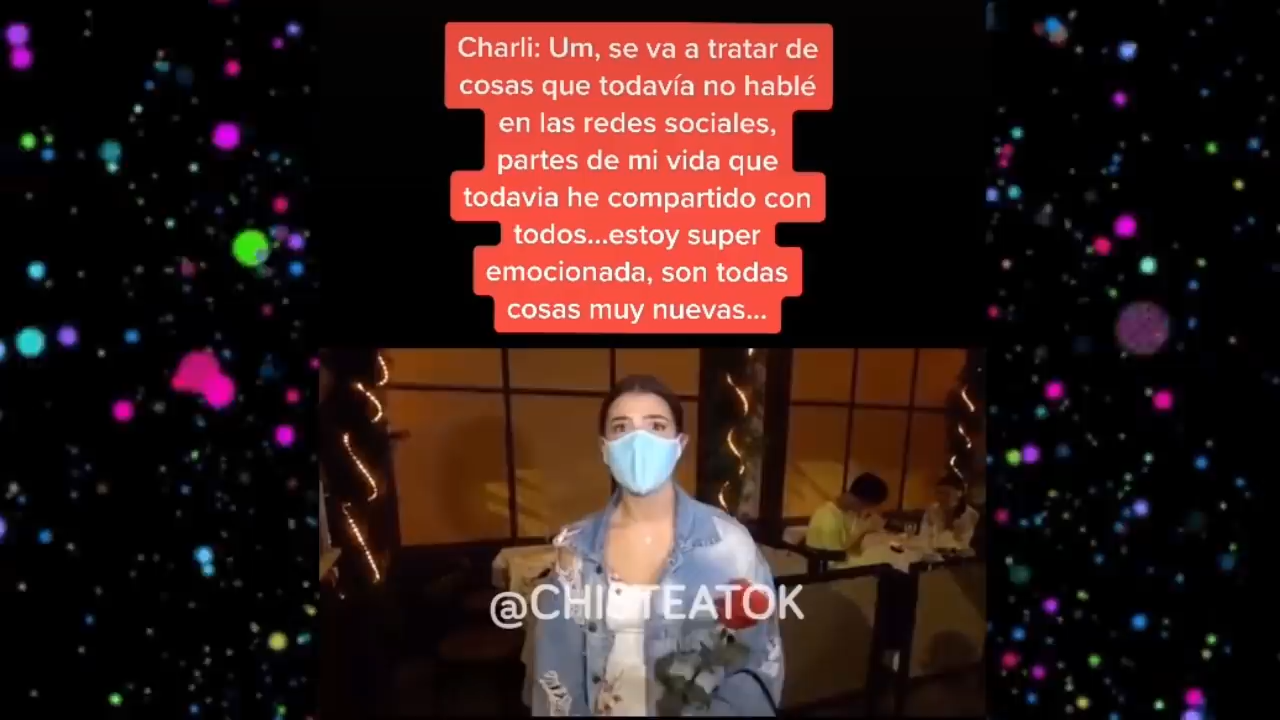 Charli: Um, se va a tratar de
cosas que todavía no hablé
en las redes sociales,
partes de mi vida que
todavia he compartido con
todos...estoy super
emocionada, son todas
cosas muy nuevas...